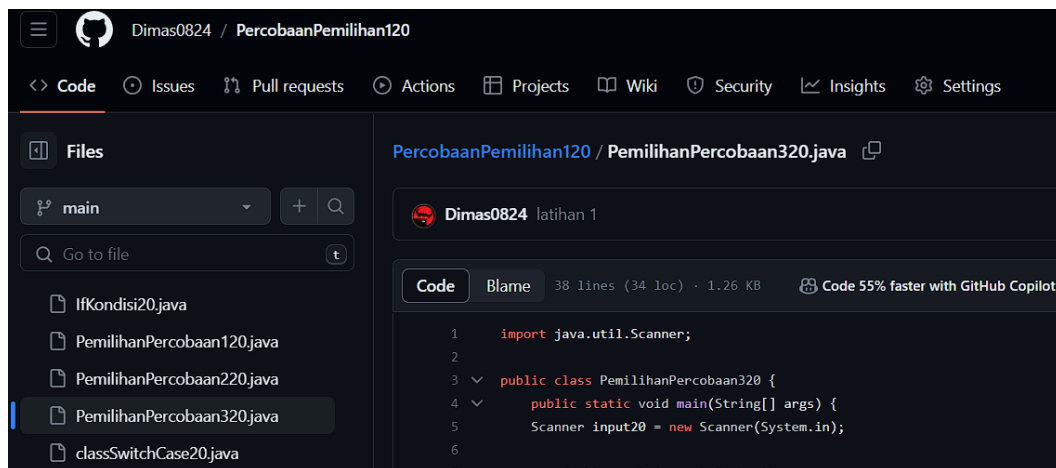 Dimas0824 / PercobaanPemilihan120
Code Issues Pull requests Actions Projects Wiki Security Insights Settings
Files
main
Go to file t
IfKondisi20.java
PemilihanPercobaan120.java
PemilihanPercobaan220.java
PemilihanPercobaan320.java
classSwitchCase20.java
PercobaanPemilihan120 / PemilihanPercobaan320.java
Dimas0824 latihan 1
Code Blame 38 lines (34 loc) · 1.26 KB Code 55% faster with GitHub Copilot
1 import java.util.Scanner;
2
3 public class PemilihanPercobaan320 {
4 public static void main(String[] args) {
5 Scanner input20 = new Scanner(System.in);
6